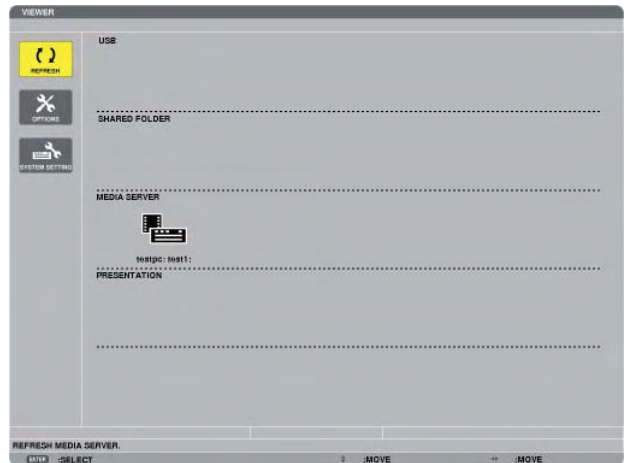 VIEWER
USB
REFRESH
OPTIONS
SHARED FOLDER
SYSTEM SETTING
MEDIA SERVER
testpc: test1:
PRESENTATION
REFRESH MEDIA SERVER.
ENTER :SELECT :MOVE :MOVE